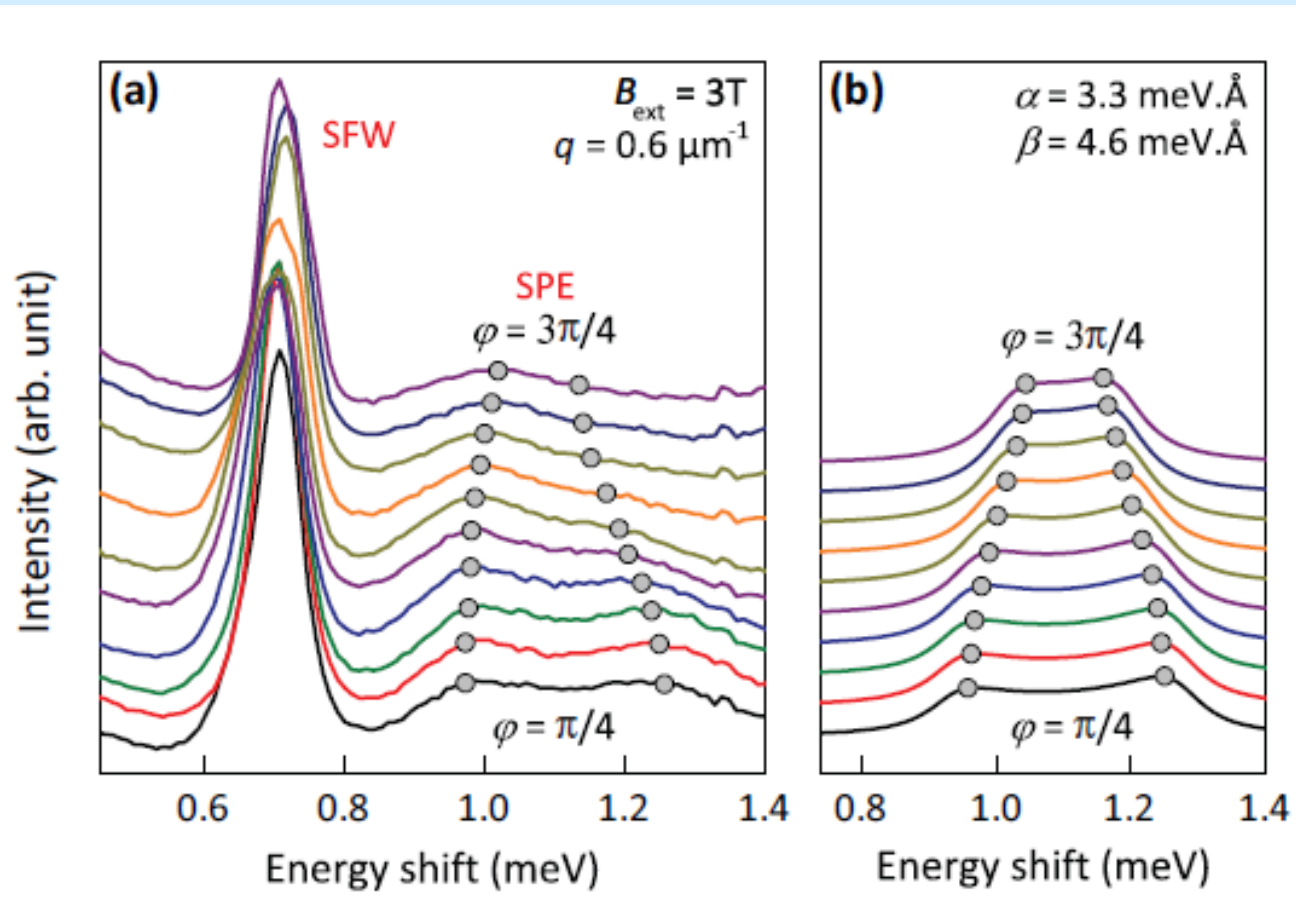 (a)
B_ext = 3T
q = 0.6 µm⁻¹
SFW
SPE
φ = 3π/4
φ = π/4
0.6 0.8 1.0 1.2 1.4
Energy shift (meV)
Intensity (arb. unit)
(b)
α = 3.3 meV.Å
β = 4.6 meV.Å
φ = 3π/4
φ = π/4
0.8 1.0 1.2 1.4
Energy shift (meV)